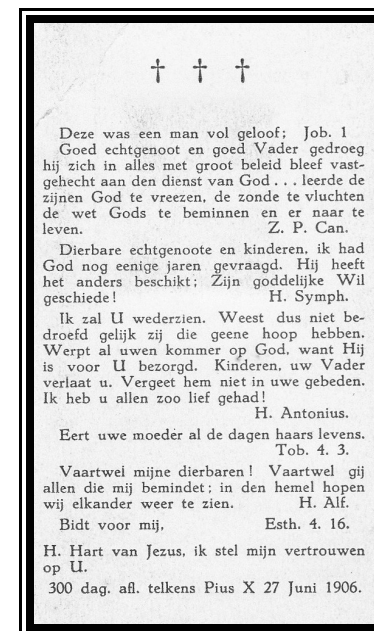 † † †
Deze was een man vol geloof; Job. 1
Goed echtgenoot en goed Vader gedroeg
hij zich in alles met groot beleid bleef vast-
gehecht aan den dienst van God... leerde de
zijnen God te vreezen, de zonde te vluchten
de wet Gods te beminnen en er naar te
leven. Z. P. Can.
Dierbare echtgenoote en kinderen, ik had
God nog eenige jaren gevraagd. Hij heeft
het anders beschikt; Zijn goddelijke Wil
geschiede! H. Symph.
Ik zal U wederzien. Weest dus niet be-
droefd gelijk zij die geene hoop hebben.
Werpt al uwen kommer op God, want Hij
is voor U bezorgd. Kinderen, uw Vader
verlaat u. Vergeet hem niet in uwe gebeden.
Ik heb u allen zoo lief gehad!
H. Antonius.
Eert uwe moeder al de dagen haars levens.
Tob. 4. 3.
Vaartwel mijne dierbaren! Vaartwel gij
allen die mij bemindet; in den hemel hopen
wij elkander weer te zien. H. Alf.
Bidt voor mij, Esth. 4. 16.
H. Hart van Jezus, ik stel mijn vertrouwen
op U.
300 dag. afl. telkens Pius X 27 Juni 1906.